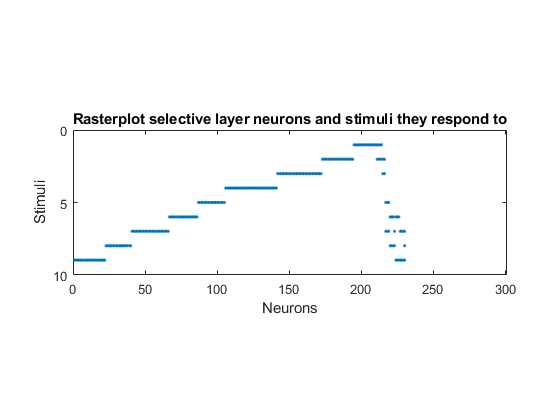 Rasterplot selective layer neurons and stimuli they respond to
0
5
10
Stimuli
0 50 100 150 200 250 300
Neurons